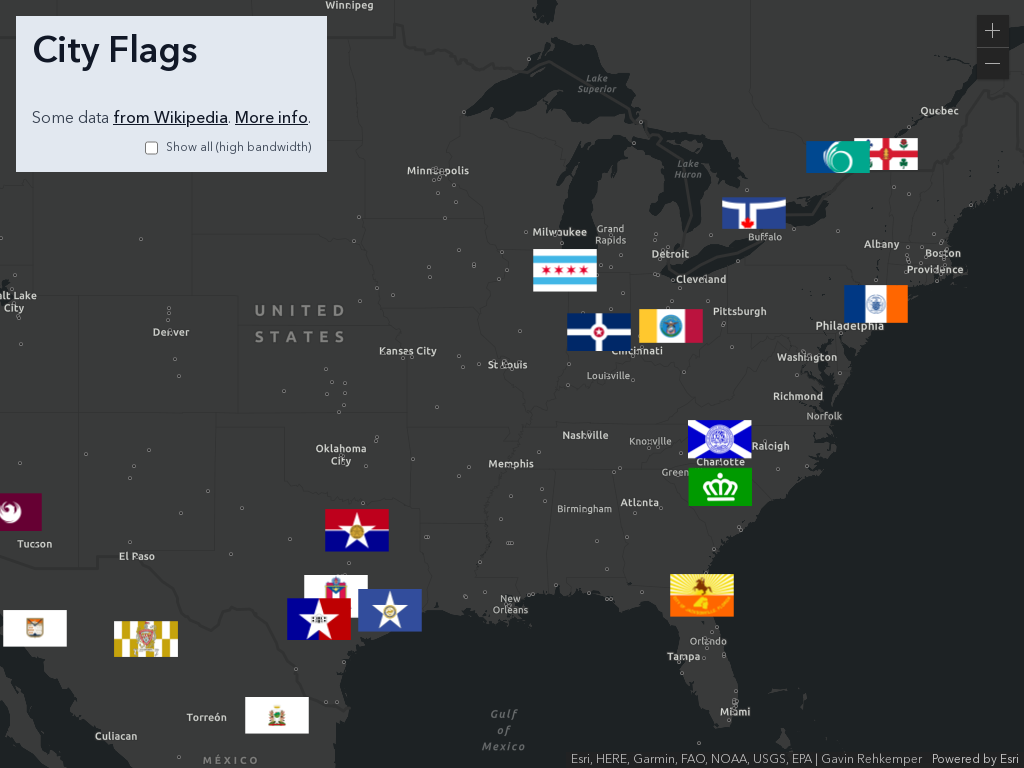 Winnipeg
City Flags
Some data from Wikipedia. More info.
Show all (high bandwidth)
Lake
Superior
Quebec
Lake
Huron
Minneapolis
Milwaukee
Grand
Rapids
Buffalo
Detroit
Albany
Boston
Providence
Cleveland
alt Lake
City
UNITED
STATES
Denver
Pittsburgh
Philadelphia
Kansas City
St Louis
Cincinnati
Washington
Louisville
Richmond
Norfolk
Nashville
Knoxville
Raleigh
Oklahoma
City
Memphis
Charlotte
Green
Birmingham
Atlanta
Tucson
El Paso
New
Orleans
Orlando
Tampa
Miami
Torreón
Culiacan
Gulf
of
Mexico
MÉXICO
Esri, HERE, Garmin, FAO, NOAA, USGS, EPA | Gavin Rehkemper Powered by Esri